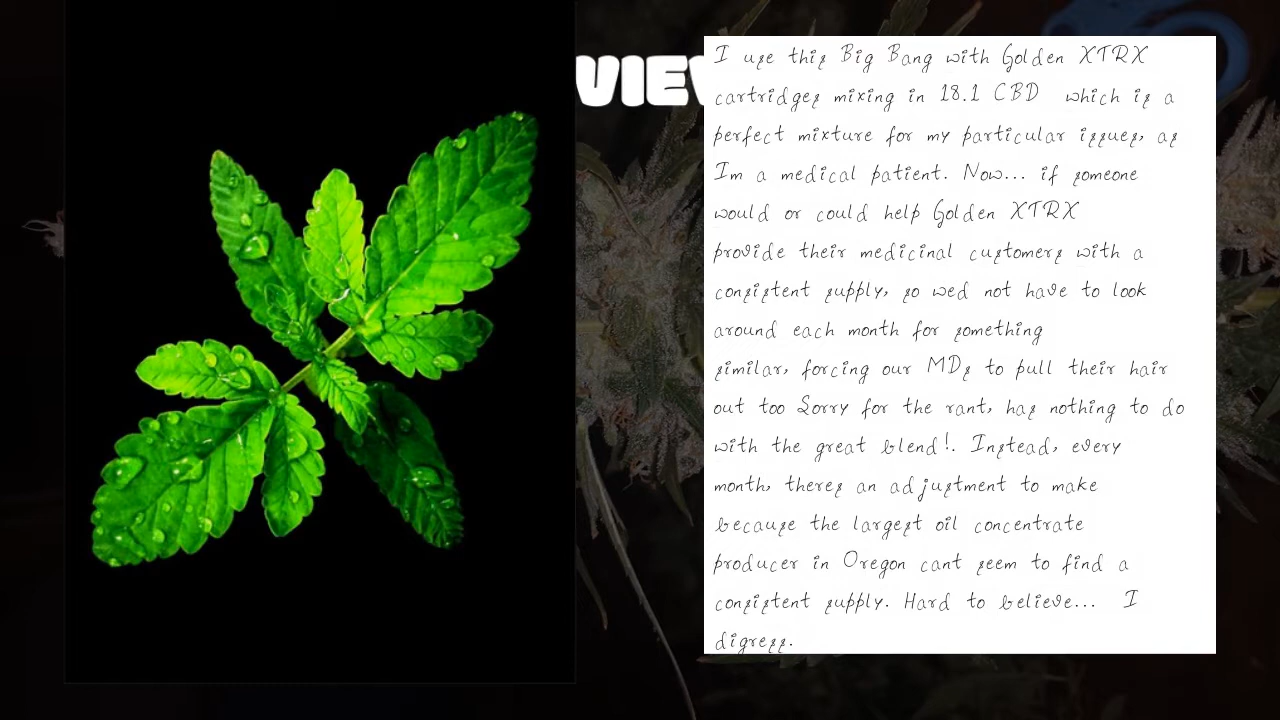 VIEW
I use this Big Bang with Golden XTRX
cartridges mixing in 18.1 CBD which is a
perfect mixture for my particular issues, as
Im a medical patient. Now... if someone
would or could help Golden XTRX
provide their medicinal customers with a
consistent supply, so wed not have to look
around each month for something
similar, forcing our MDs to pull their hair
out too Sorry for the rant, has nothing to do
with the great blend!. Instead, every
month, theres an adjustment to make
because the largest oil concentrate
producer in Oregon cant seem to find a
consistent supply. Hard to believe... I
digress.